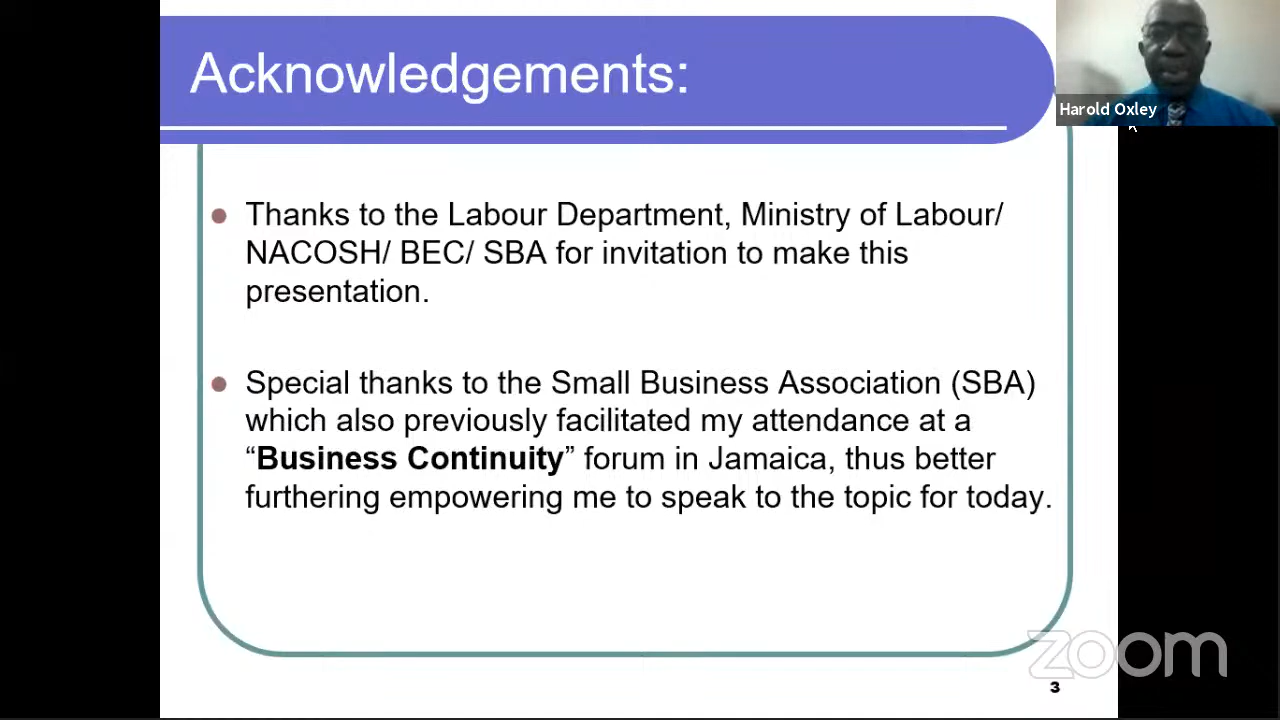 Acknowledgements:
Harold Oxley
Thanks to the Labour Department, Ministry of Labour/
NACOSH/ BEC/ SBA for invitation to make this
presentation.
Special thanks to the Small Business Association (SBA)
which also previously facilitated my attendance at a
“Business Continuity” forum in Jamaica, thus better
furthering empowering me to speak to the topic for today.
zoom
3